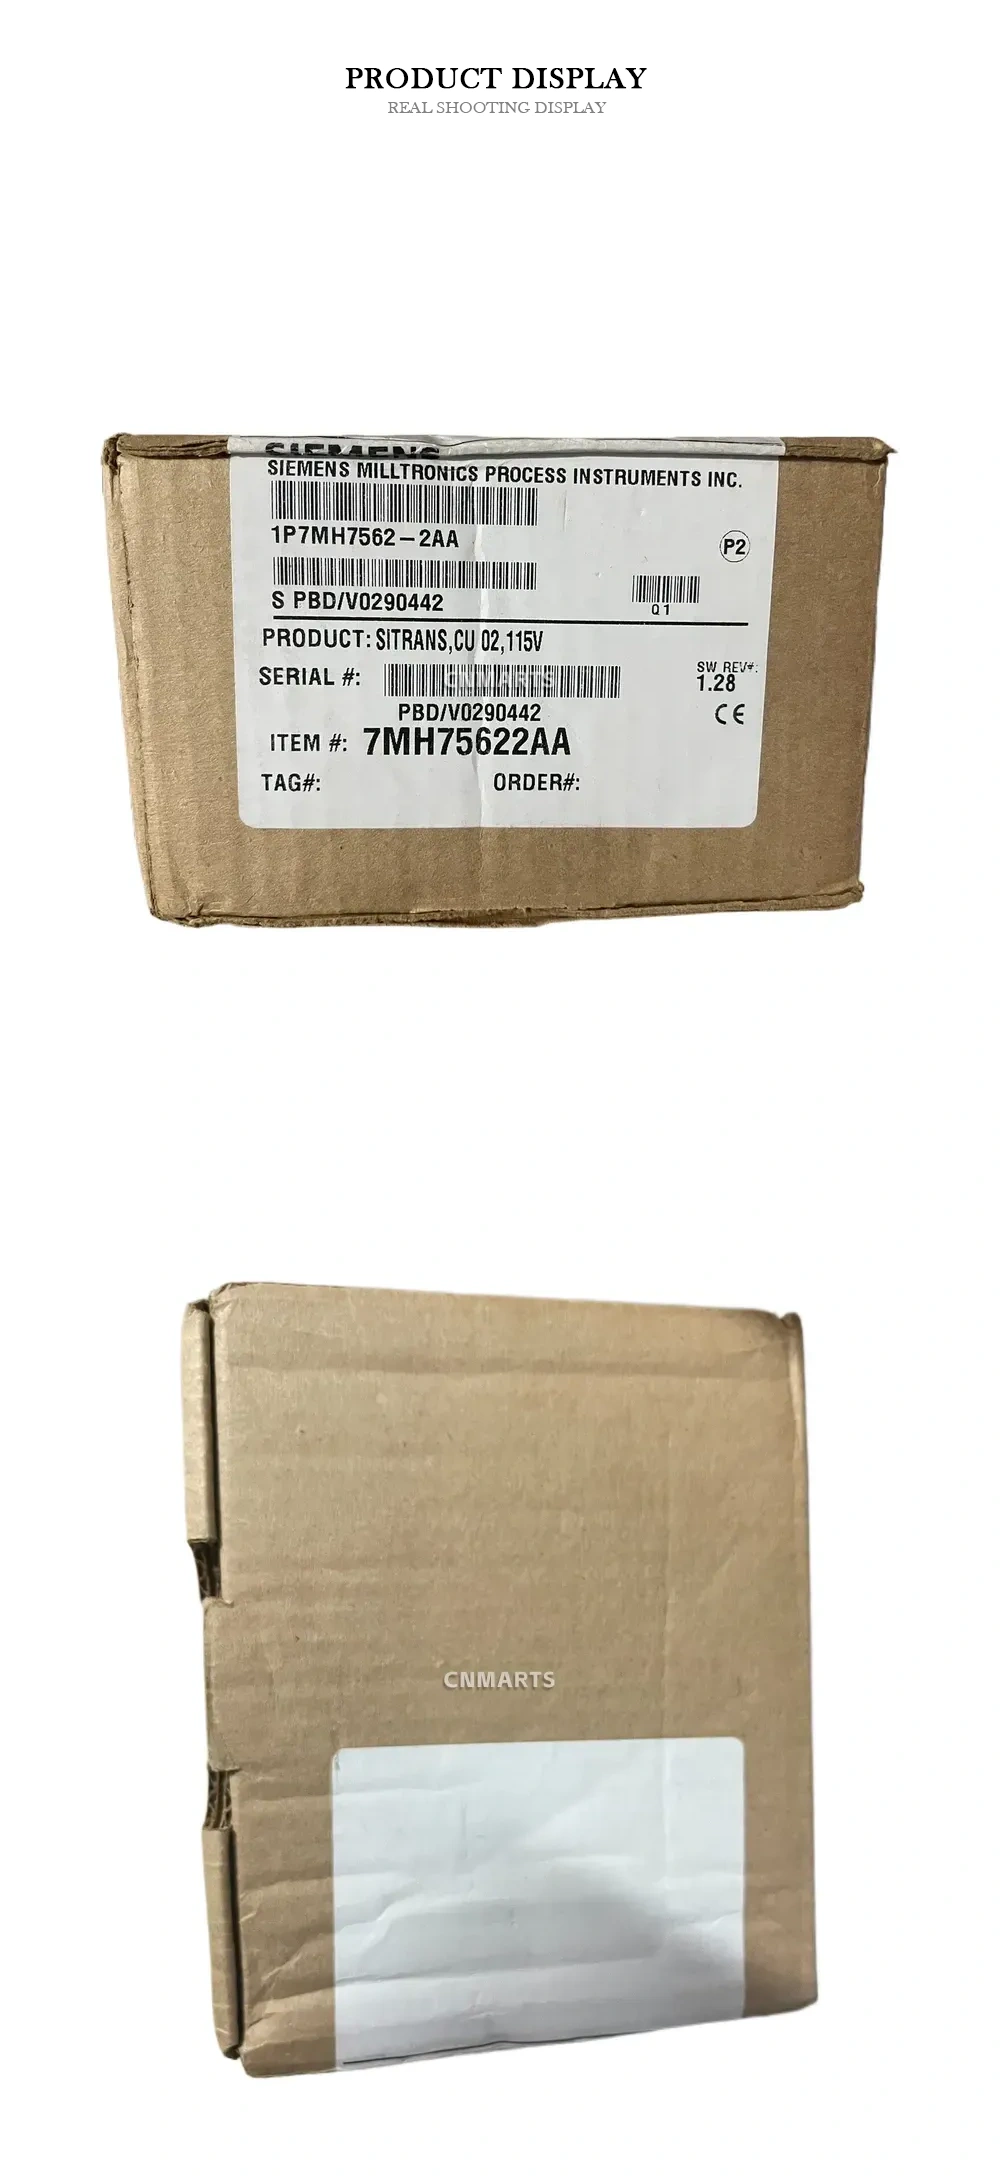 PRODUCT DISPLAY
REAL SHOOTING DISPLAY
SIEMENS
SIEMENS MILLTRONICS PROCESS INSTRUMENTS INC.
1P7MH7562-2AA
P2
S PBD/V0290442
Q1
PRODUCT: SITRANS,CU 02,115V
SERIAL #:
CNMARTS
SW REV#:
1.28
PBD/V0290442
CE
ITEM #: 7MH75622AA
TAG#: ORDER#:
CNMARTS